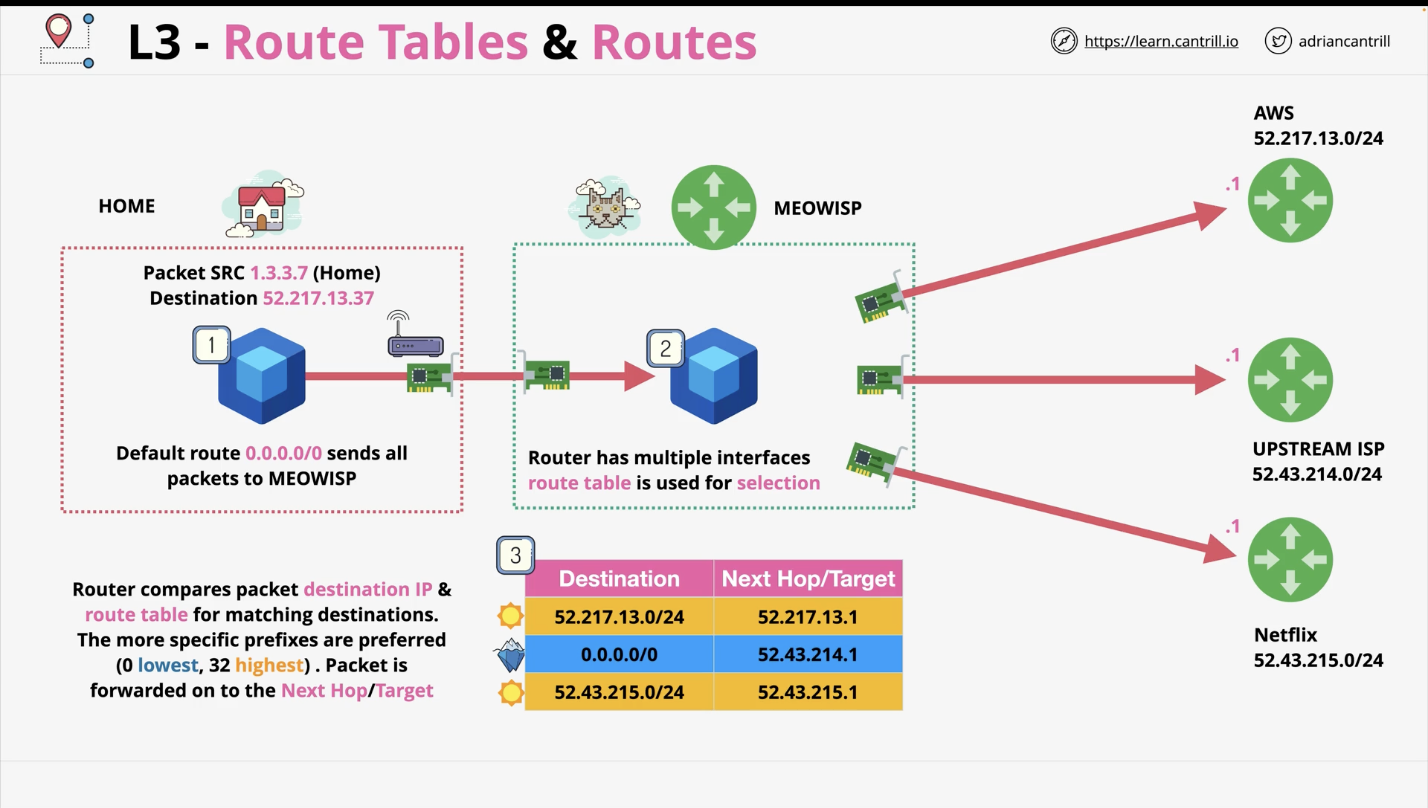 L3 - Route Tables & Routes
https://learn.cantrill.io
adriancantrill
AWS
52.217.13.0/24
.1
HOME
MEOWISP
Packet SRC 1.3.3.7 (Home)
Destination 52.217.13.37
1
2
.1
Default route 0.0.0.0/0 sends all
packets to MEOWISP
Router has multiple interfaces
route table is used for selection
UPSTREAM ISP
52.43.214.0/24
.1
3
Router compares packet destination IP &
route table for matching destinations.
The more specific prefixes are preferred
(0 lowest, 32 highest) . Packet is
forwarded on to the Next Hop/Target
Destination Next Hop/Target
52.217.13.0/24 52.217.13.1
0.0.0.0/0 52.43.214.1
52.43.215.0/24 52.43.215.1
Netflix
52.43.215.0/24